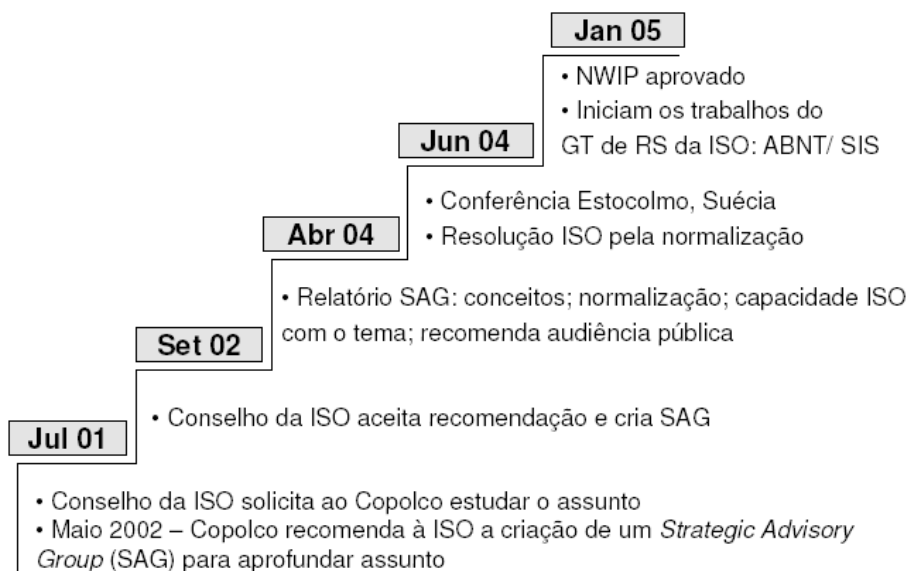 Jan 05
• NWIP aprovado
• Iniciam os trabalhos do
GT de RS da ISO: ABNT/ SIS
Jun 04
• Conferência Estocolmo, Suécia
• Resolução ISO pela normalização
Abr 04
• Relatório SAG: conceitos; normalização; capacidade ISO
com o tema; recomenda audiência pública
Set 02
• Conselho da ISO aceita recomendação e cria SAG
Jul 01
• Conselho da ISO solicita ao Copolco estudar o assunto
• Maio 2002 – Copolco recomenda à ISO a criação de um Strategic Advisory
Group (SAG) para aprofundar assunto